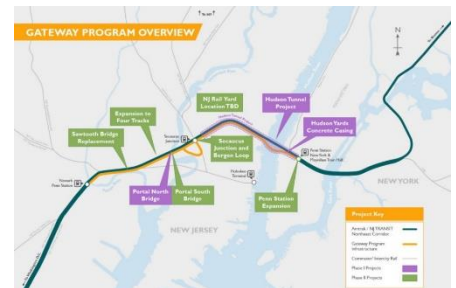 GATEWAY PROGRAM OVERVIEW
N
NJ Rail Yard
Location TBD
Hudson Tunnel
Project
Expansion to
Four Tracks
Hudson Yards
Concrete Casing
Sawtooth Bridge
Replacement
Secaucus
Junction
Secaucus
Junction and
Bergen Loop
Penn Station
New York &
Moynihan Train Hall
Newark
Penn Station
Hoboken
Terminal
Portal North
Bridge
Portal South
Bridge
Penn Station
Expansion
NEW YORK
NEW JERSEY
Project Key
Amtrak / NJ TRANSIT
Northeast Corridor
Gateway Program
Infrastructure
Phase I Projects
Phase II Projects